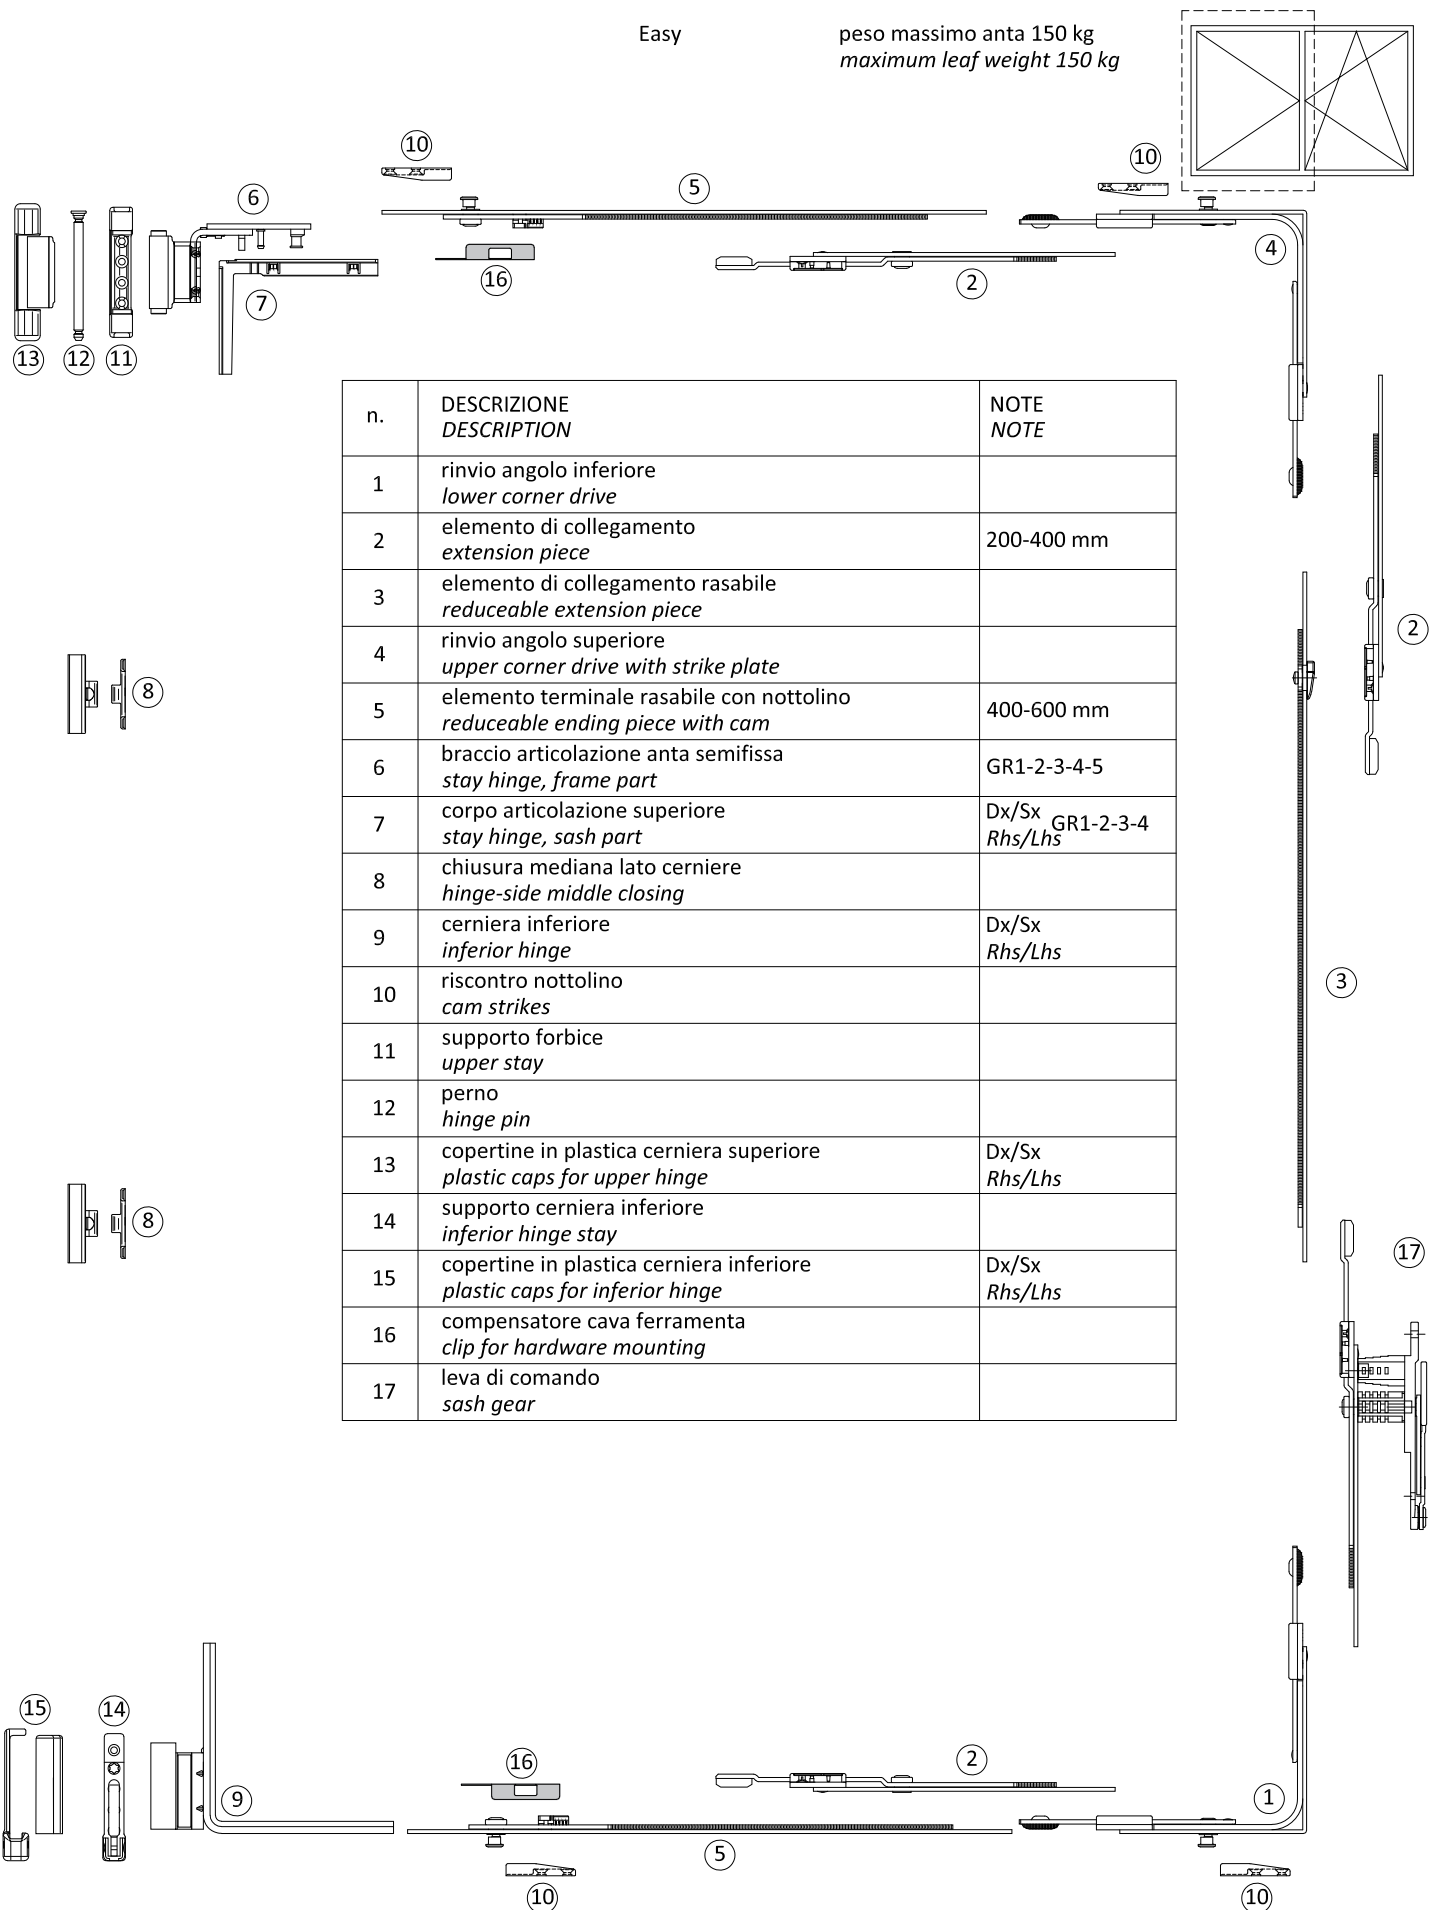 Easy
peso massimo anta 150 kg
maximum leaf weight 150 kg
10
10
5
6
4
16
2
7
13
12
11
n.
DESCRIZIONE
DESCRIPTION
NOTE
NOTE
1
rinvio angolo inferiore
lower corner drive
2
elemento di collegamento
extension piece
200-400 mm
3
elemento di collegamento rasabile
reduceable extension piece
4
rinvio angolo superiore
upper corner drive with strike plate
5
elemento terminale rasabile con nottolino
reduceable ending piece with cam
400-600 mm
6
braccio articolazione anta semifissa
stay hinge, frame part
GR1-2-3-4-5
7
corpo articolazione superiore
stay hinge, sash part
Dx/Sx
Rhs/Lhs
GR1-2-3-4
8
chiusura mediana lato cerniere
hinge-side middle closing
9
cerniera inferiore
inferior hinge
Dx/Sx
Rhs/Lhs
10
riscontro nottolino
cam strikes
11
supporto forbice
upper stay
12
perno
hinge pin
13
copertine in plastica cerniera superiore
plastic caps for upper hinge
Dx/Sx
Rhs/Lhs
14
supporto cerniera inferiore
inferior hinge stay
15
copertine in plastica cerniera inferiore
plastic caps for inferior hinge
Dx/Sx
Rhs/Lhs
16
compensatore cava ferramenta
clip for hardware mounting
17
leva di comando
sash gear
2
8
3
8
17
15
14
16
2
9
1
5
10
10